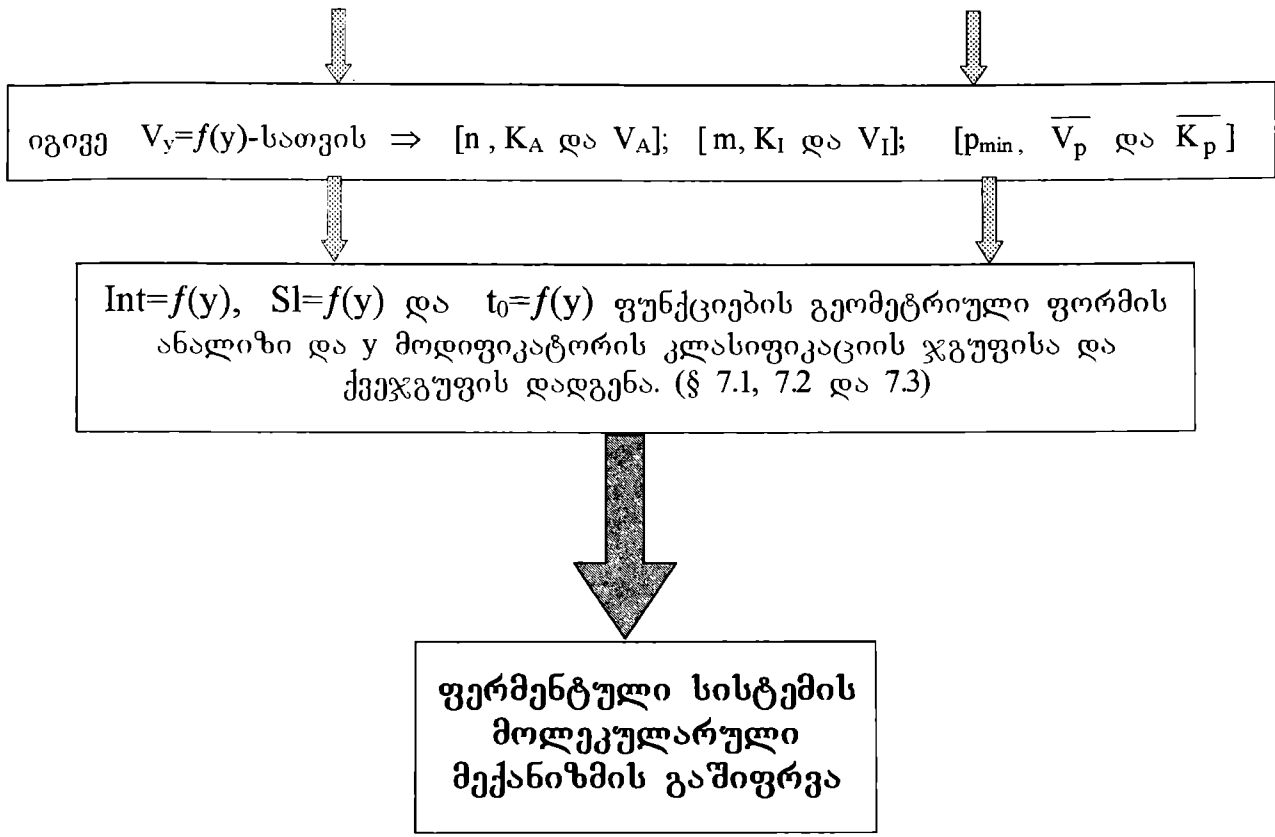 იგივე V_y=f(y)-სათვის ⇒ [n , K_A და V_A]; [m, K_I და V_I]; [p_min, V̅_p̅ და K̅_p̅]
Int=f(y), Sl=f(y) და t₀=f(y) ფუნქციების გეომეტრიული ფორმის
ანალიზი და y მოდიფიკატორის კლასიფიკაციის ჯგუფისა და
ქვეჯგუფის დადგენა. (§ 7.1, 7.2 და 7.3)
ფერმენტული სისტემის
მოლეკულარული
მექანიზმის გაშიფრვა